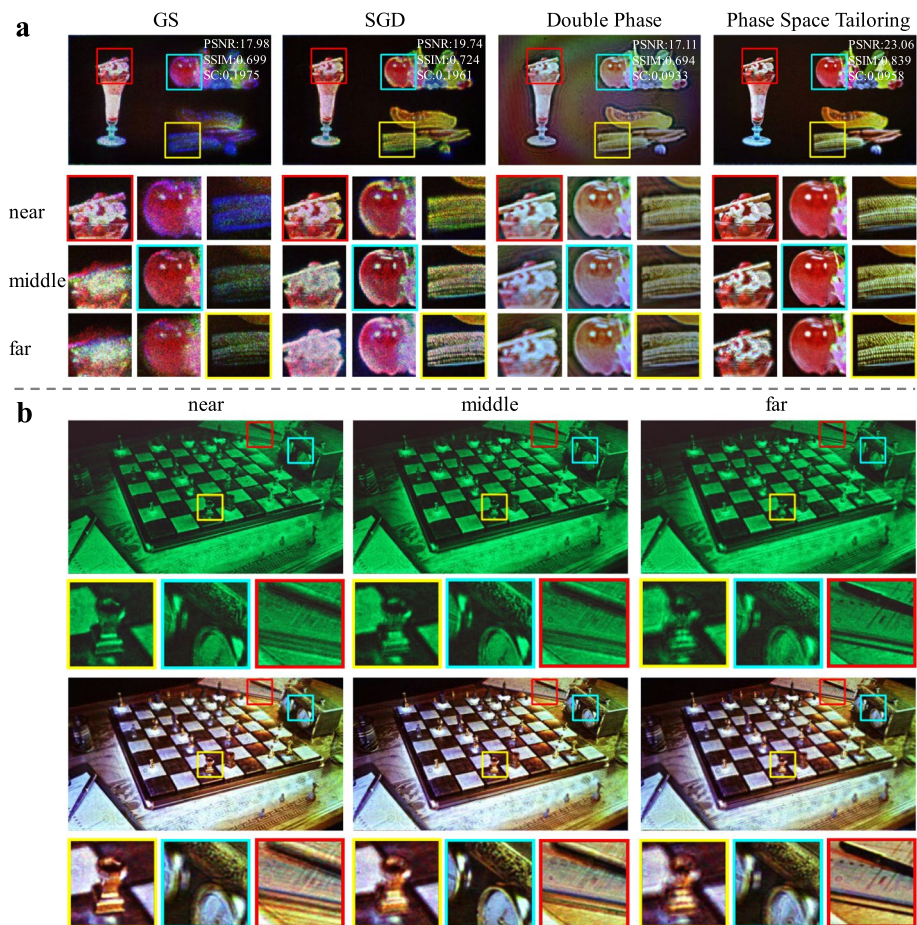 a
GS
SGD
Double Phase
Phase Space Tailoring
PSNR:17.98
SSIM:0.699
SC:0.1975
PSNR:19.74
SSIM:0.724
SC:0.1961
PSNR:17.11
SSIM:0.694
SC:0.0933
PSNR:23.06
SSIM:0.839
SC:0.0958
near
middle
far
b
near
middle
far